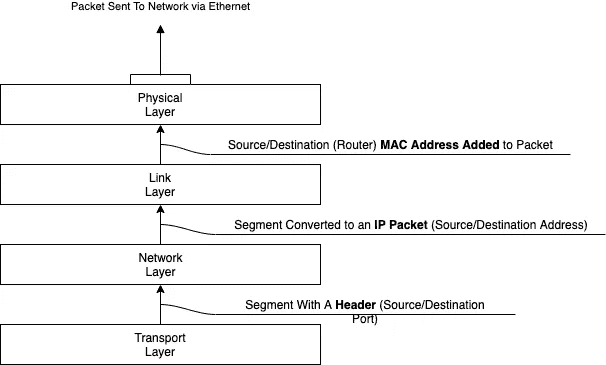 Packet Sent To Network via Ethernet
Physical
Layer
Source/Destination (Router) MAC Address Added to Packet
Link
Layer
Segment Converted to an IP Packet (Source/Destination Address)
Network
Layer
Segment With A Header (Source/Destination
Port)
Transport
Layer